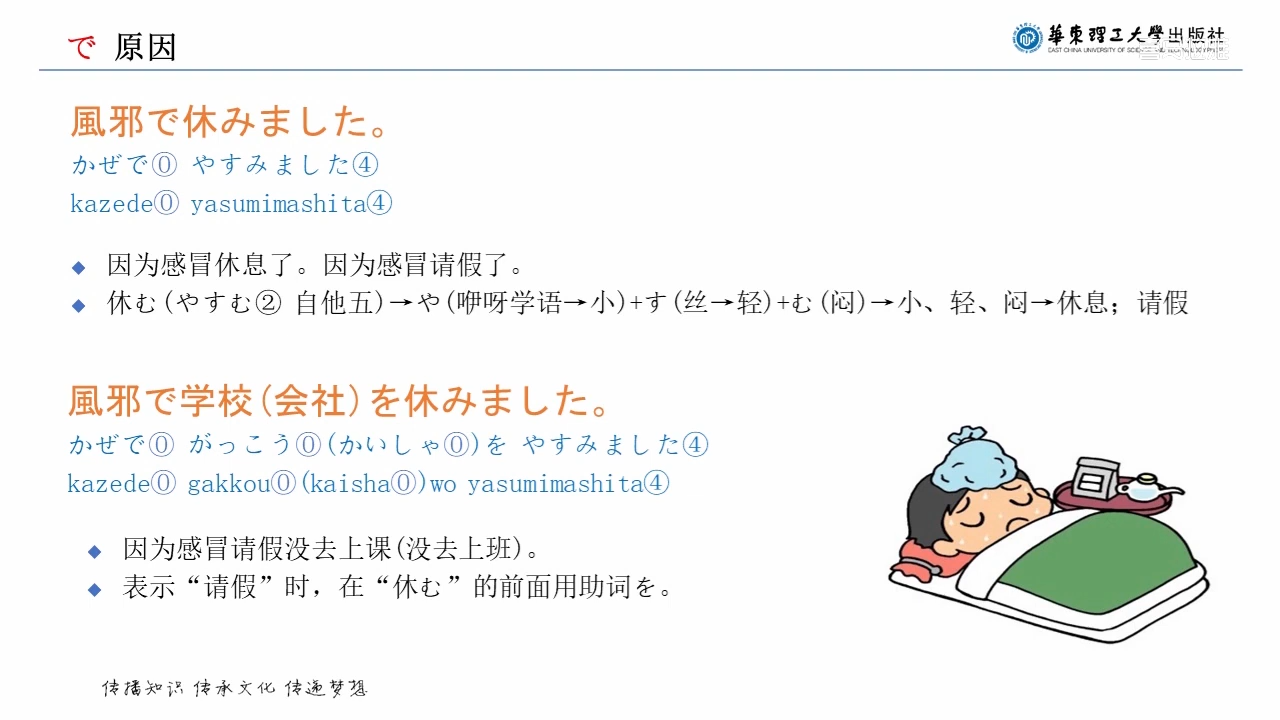 で 原因
華東理工大學出版社
風邪で休みました。
かぜで⓪ やすみました④
kazede⓪ yasumimashita④
◆ 因为感冒休息了。因为感冒请假了。
◆ 休む(やすむ② 自他五)→や(咿呀学语→小)+す(丝→轻)+む(闷)→小、轻、闷→休息；请假
風邪で学校(会社)を休みました。
かぜで⓪ がっこう⓪(かいしゃ⓪)を やすみました④
kazede⓪ gakkou⓪(kaisha⓪)wo yasumimashita④
◆ 因为感冒请假没去上课(没去上班)。
◆ 表示“请假”时，在“休む”的前面用助词を。
传播知识 传承文化 传递梦想